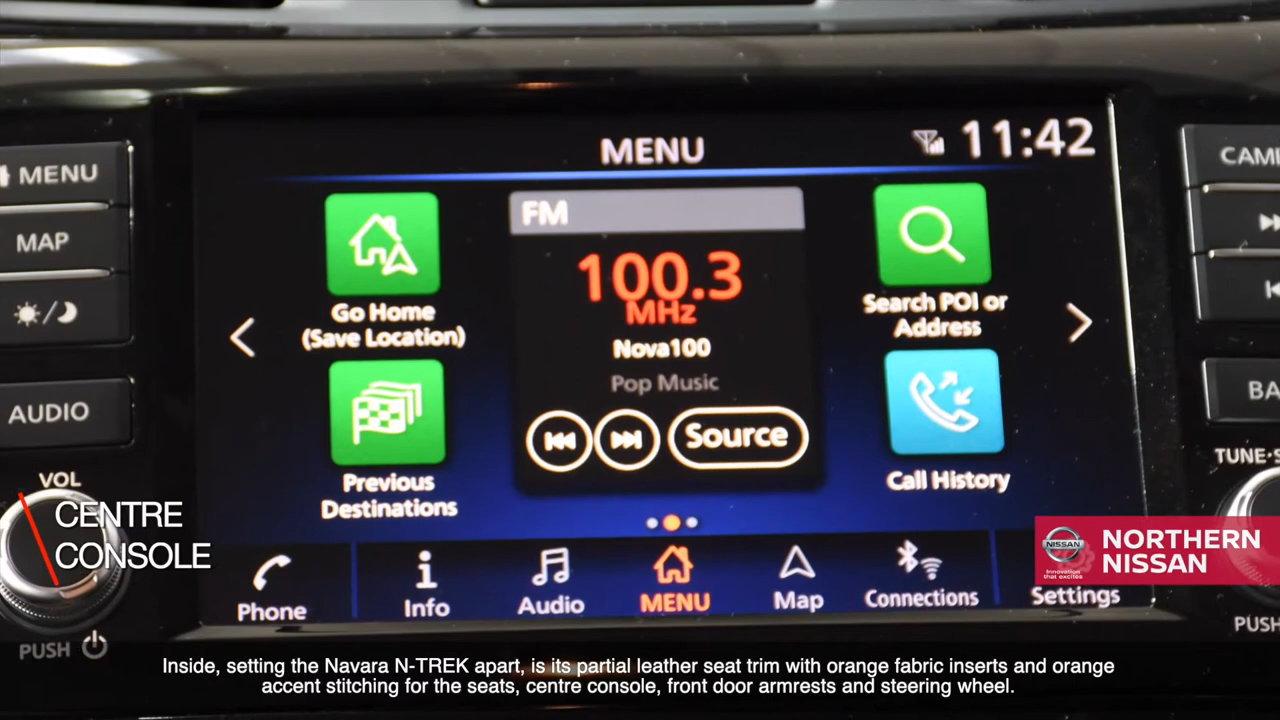 MENU
11:42
MENU
MAP
AUDIO
VOL
PUSH
Go Home
(Save Location)
Previous
Destinations
FM
100.3
MHz
Nova100
Pop Music
Source
Search POI or
Address
Call History
Phone
Info
Audio
MENU
Map
Connections
Settings
TUNE·S
PUSH
CENTRE
CONSOLE
NISSAN
Innovation
that excites
NORTHERN
NISSAN
Inside, setting the Navara N-TREK apart, is its partial leather seat trim with orange fabric inserts and orange
accent stitching for the seats, centre console, front door armrests and steering wheel.